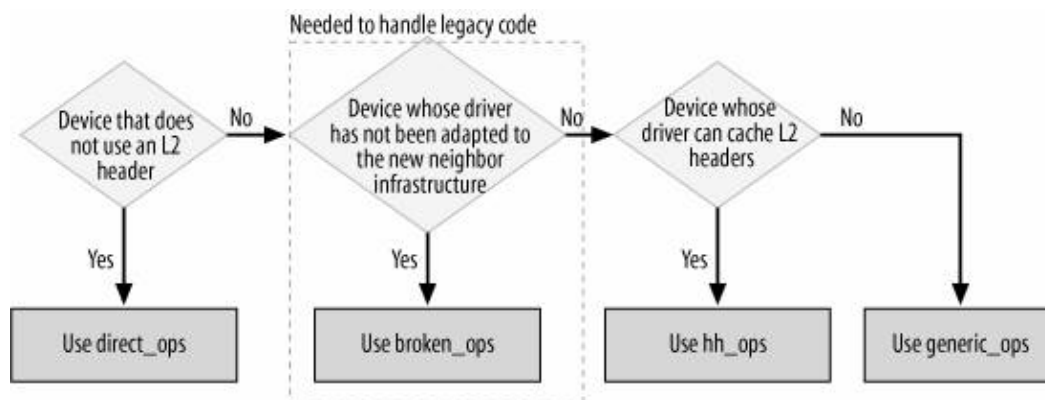 Needed to handle legacy code
Device that does
not use an L2
header
No
Device whose driver
has not been adapted to
the new neighbor
infrastructure
No
Device whose
driver can cache L2
headers
No
Yes
Yes
Yes
Use direct_ops
Use broken_ops
Use hh_ops
Use generic_ops